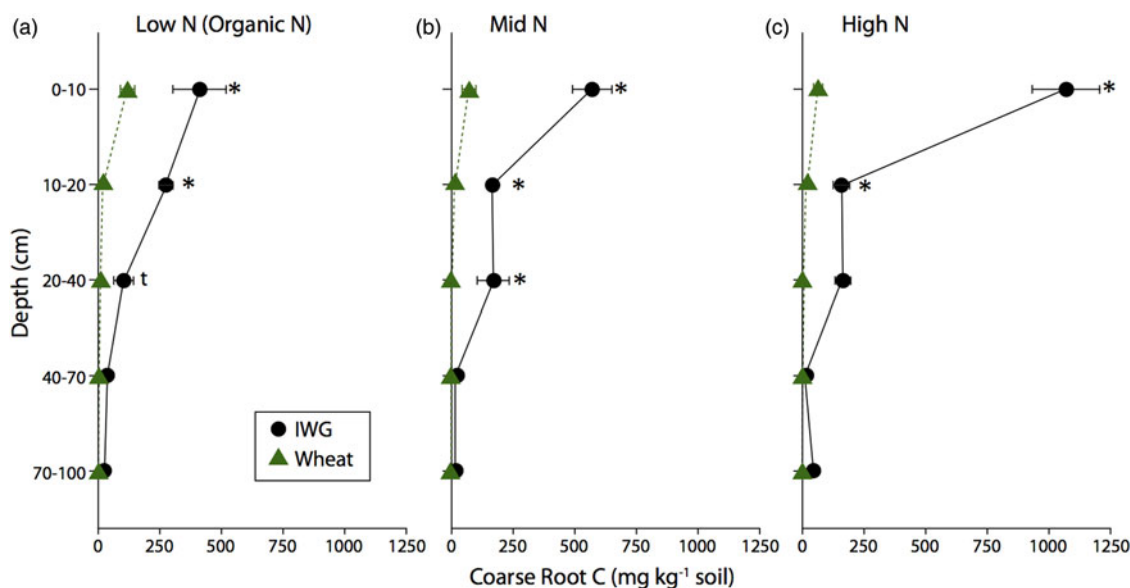 (a) Low N (Organic N)
(b) Mid N
(c) High N
Depth (cm)
0-10
10-20
20-40
40-70
70-100
*
*
t
*
*
*
*
*
IWG
Wheat
0 250 500 750 1000 1250
0 250 500 750 1000 1250
0 250 500 750 1000 1250
Coarse Root C (mg kg⁻¹ soil)